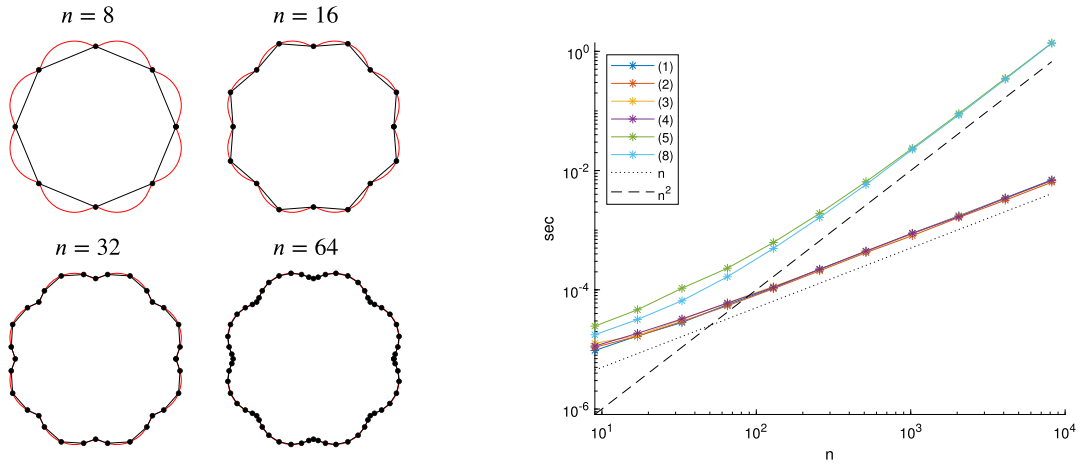 n = 8
n = 16
n = 32
n = 64
10^0
10^-2
10^-4
10^-6
sec
(1)
(2)
(3)
(4)
(5)
(8)
n
n^2
10^1
10^2
10^3
10^4
n